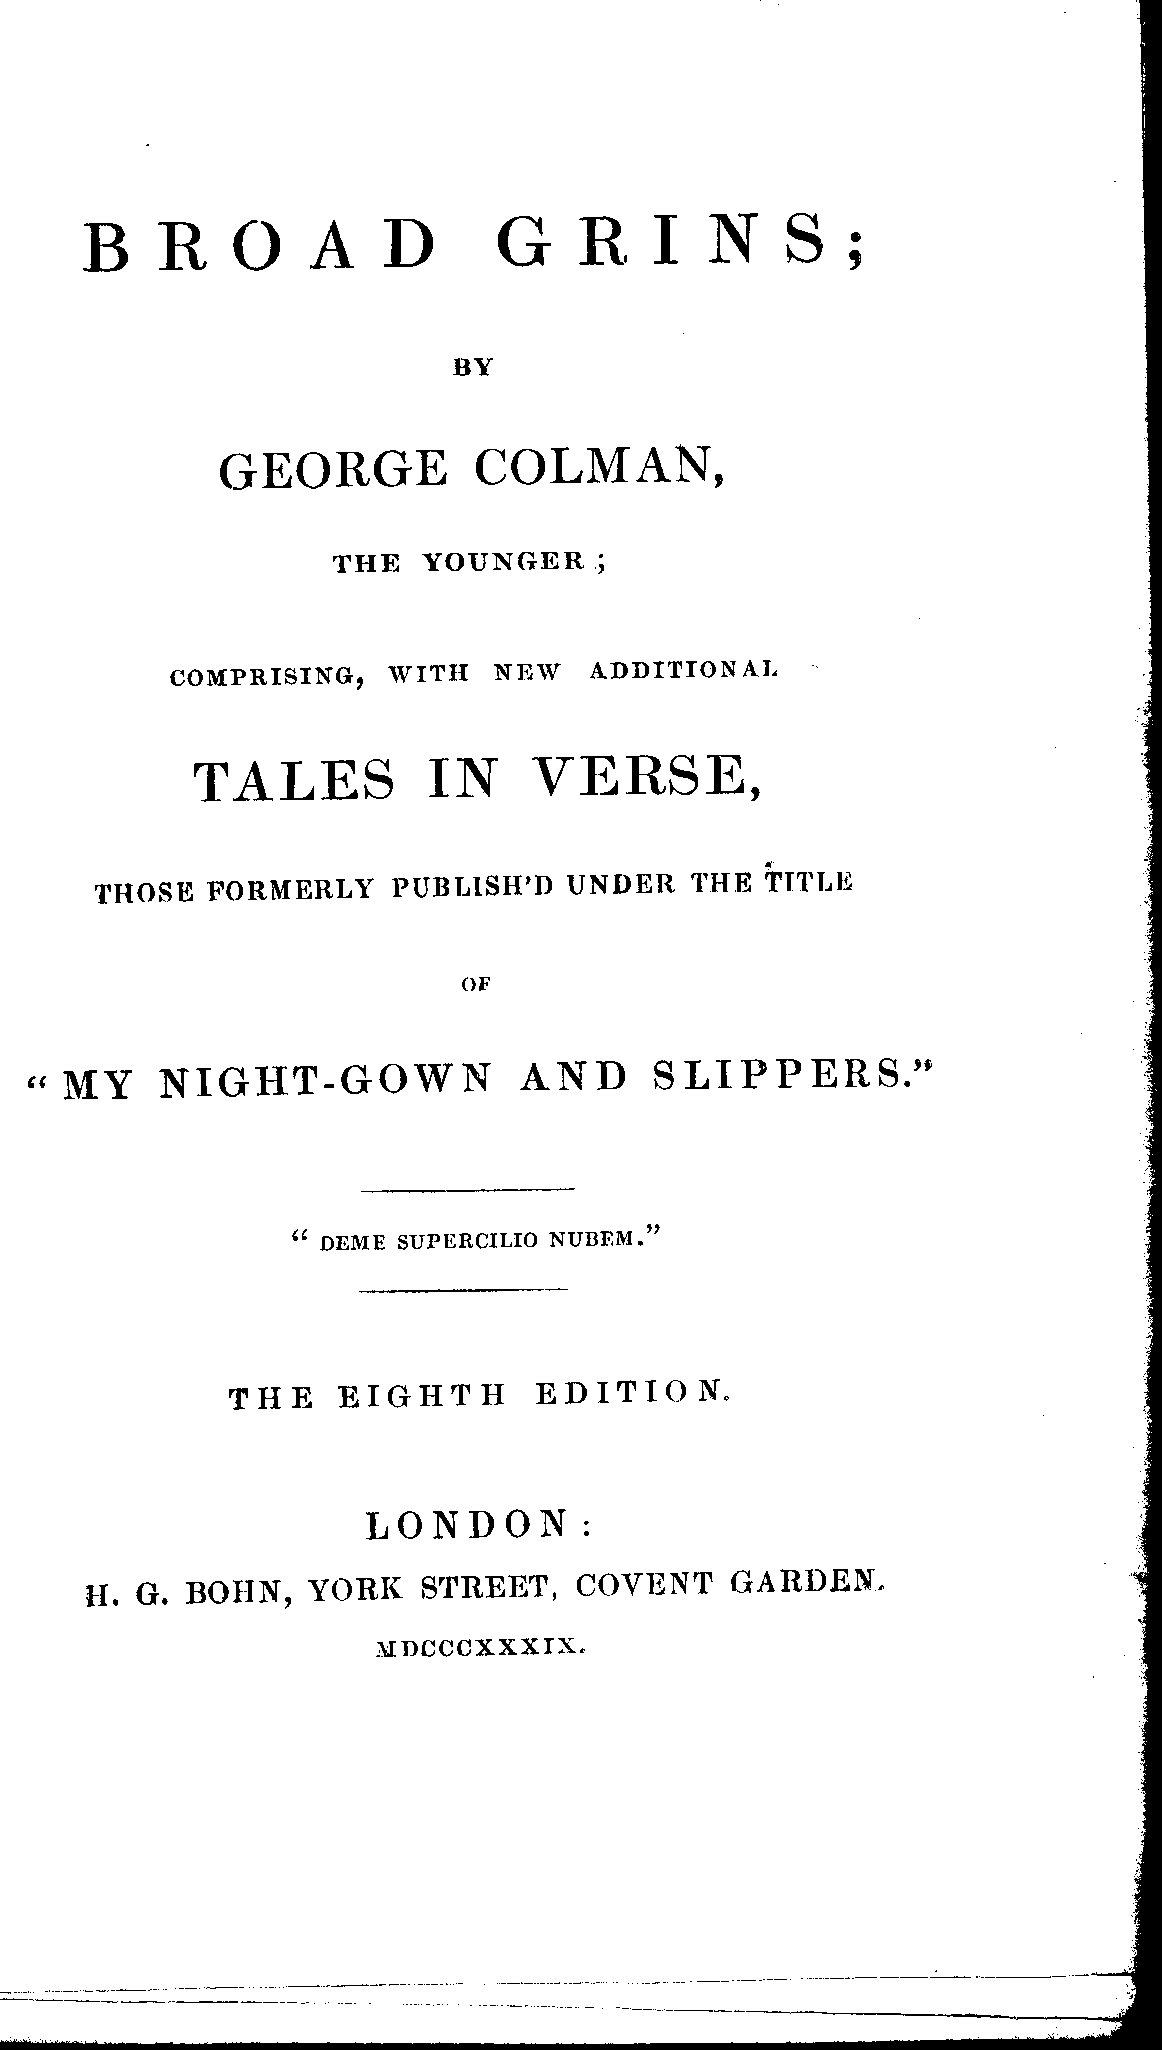 BROAD GRINS;
BY
GEORGE COLMAN,
THE YOUNGER;
COMPRISING, WITH NEW ADDITIONAL
TALES IN VERSE,
THOSE FORMERLY PUBLISH'D UNDER THE TITLE
OF
“MY NIGHT-GOWN AND SLIPPERS.”
“DEME SUPERCILIO NUBEM.”
THE EIGHTH EDITION.
LONDON:
H. G. BOHN, YORK STREET, COVENT GARDEN.
MDCCCXXXIX.